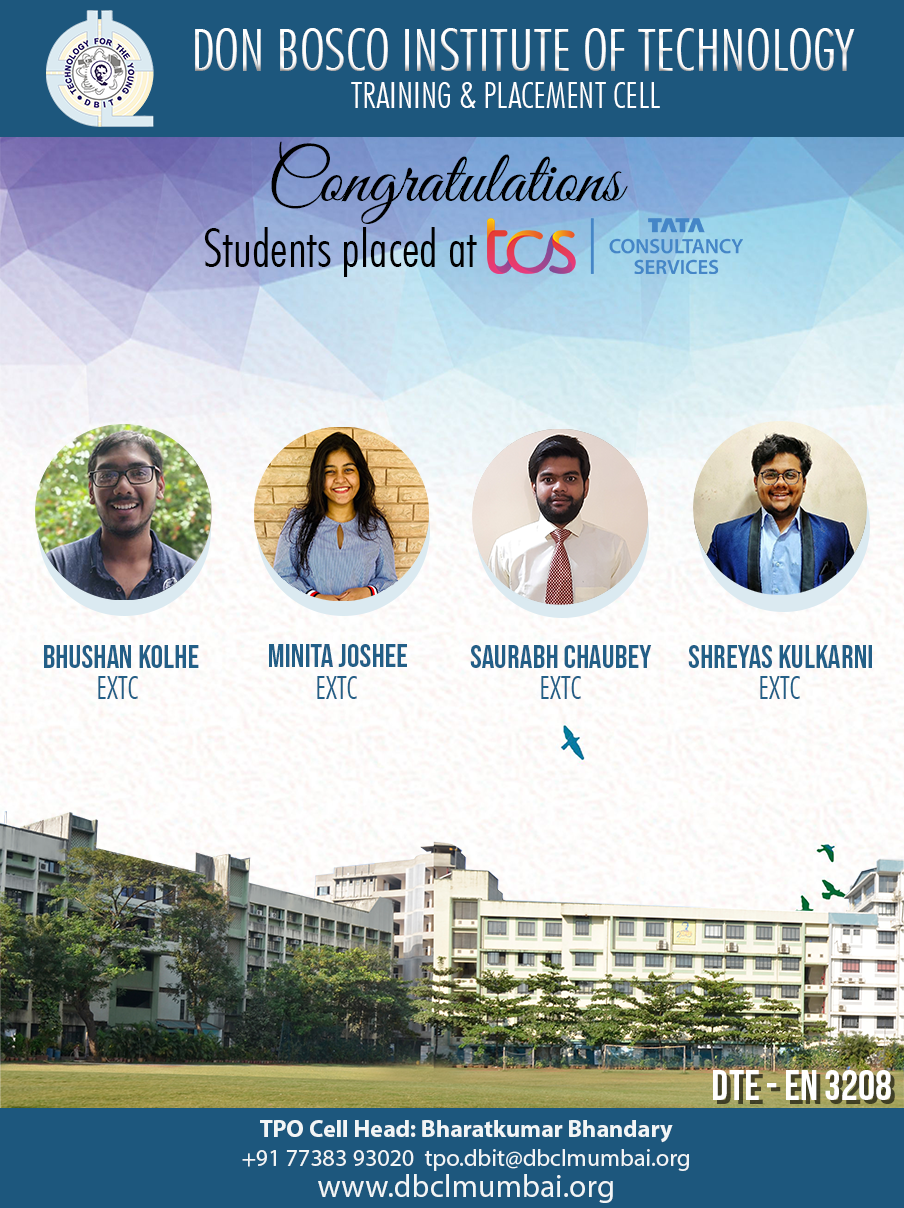 DON BOSCO INSTITUTE OF TECHNOLOGY
TRAINING & PLACEMENT CELL
TECHNOLOGY FOR THE YOUNG
DBIT
Congratulations
Students placed at tcs
TATA
CONSULTANCY
SERVICES
BHUSHAN KOLHE
EXTC
MINITA JOSHEE
EXTC
SAURABH CHAUBEY
EXTC
SHREYAS KULKARNI
EXTC
DTE - EN 3208
TPO Cell Head: Bharatkumar Bhandary
+91 77383 93020 tpo.dbit@dbclmumbai.org
www.dbclmumbai.org